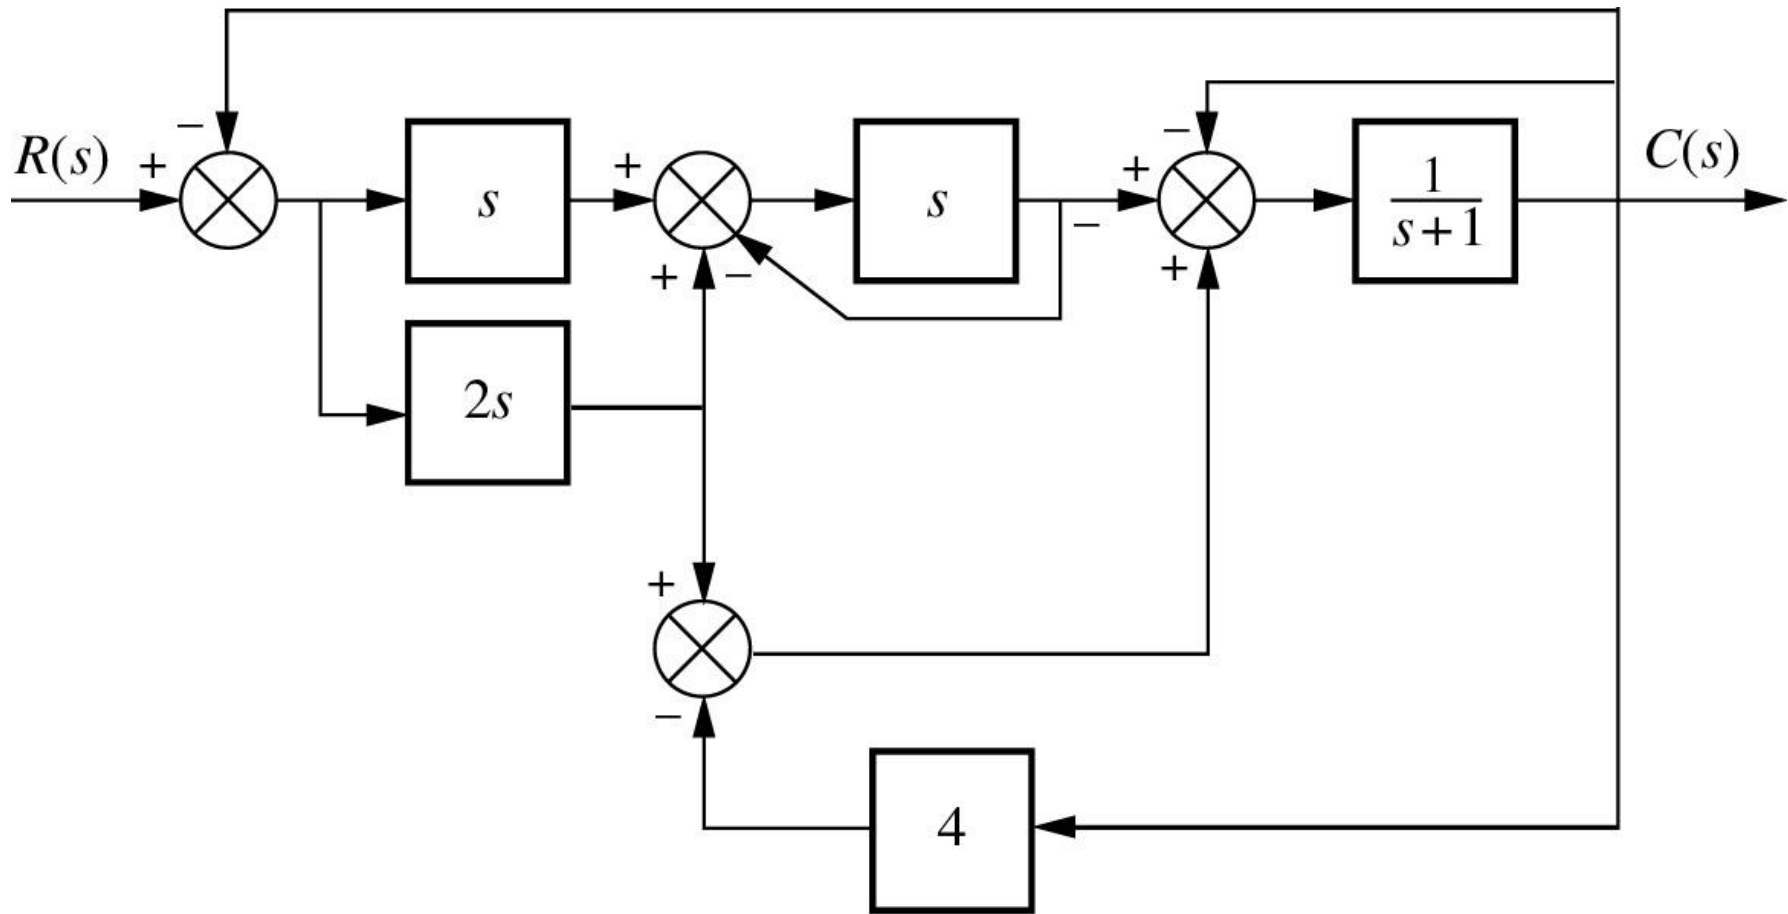 −
R(s) + s + s + − 1/(s+1) C(s)
−
+ − +
2s
+
−
4